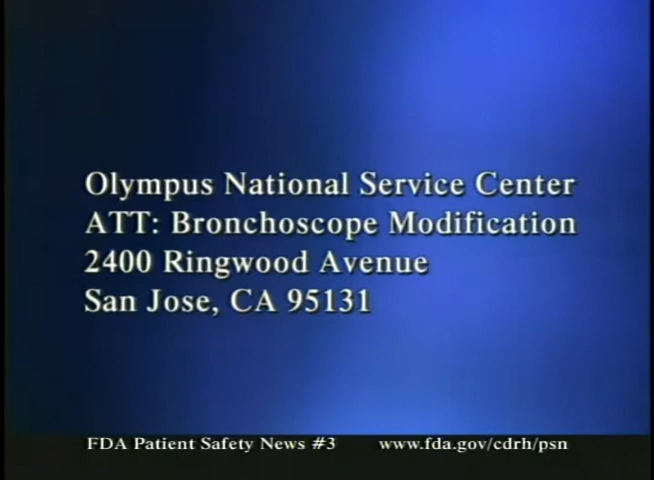 Olympus National Service Center
ATT: Bronchoscope Modification
2400 Ringwood Avenue
San Jose, CA 95131
FDA Patient Safety News #3 www.fda.gov/cdrh/psn